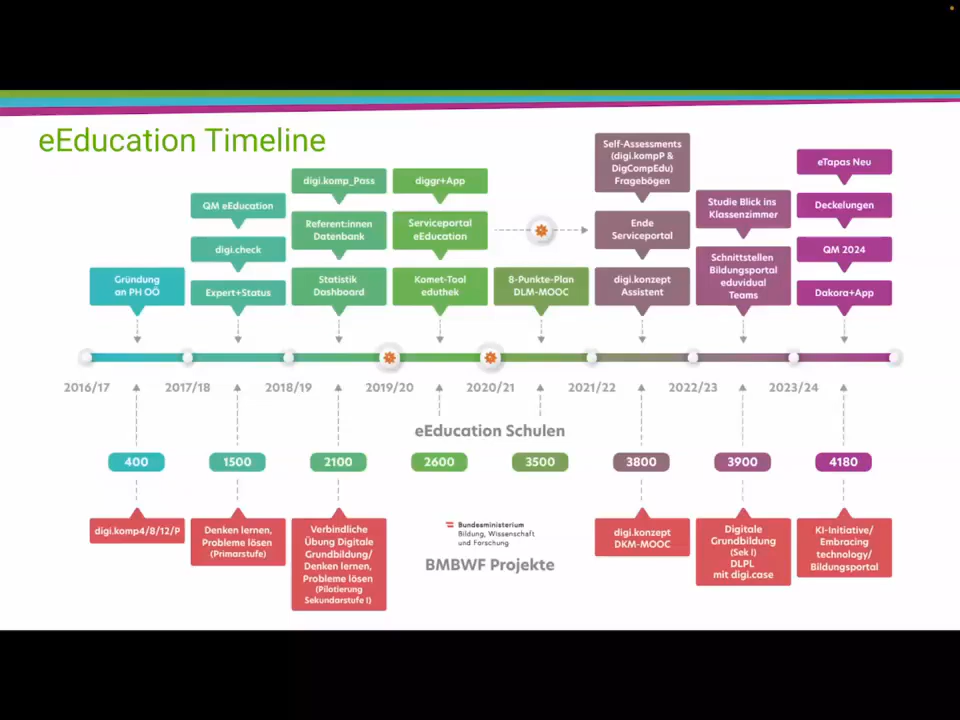 eEducation Timeline
Gründung
an PH OÖ
QM eEducation
digi.check
Expert+Status
digi.komp_Pass
Referent:innen
Datenbank
Statistik
Dashboard
diggr+App
Serviceportal
eEducation
Komet-Tool
eduthek
8-Punkte-Plan
DLM-MOOC
Self-Assessments
(digi.kompP &
DigCompEdu)
Fragebögen
Ende
Serviceportal
digi.konzept
Assistent
Studie Blick ins
Klassenzimmer
Schnittstellen
Bildungsportal
eduvidual
Teams
eTapas Neu
Deckelungen
QM 2024
Dakora+App
2016/17
2017/18
2018/19
2019/20
2020/21
2021/22
2022/23
2023/24
eEducation Schulen
400
1500
2100
2600
3500
3800
3900
4180
digi.komp4/8/12/P
Denken lernen,
Probleme lösen
(Primarstufe)
Verbindliche
Übung Digitale
Grundbildung/
Denken lernen,
Probleme lösen
(Pilotierung
Sekundarstufe I)
Bundesministerium
Bildung, Wissenschaft
und Forschung
BMBWF Projekte
digi.konzept
DKM-MOOC
Digitale
Grundbildung
(Sek I)
DLPL
mit digi.case
KI-Initiative/
Embracing
technology/
Bildungsportal